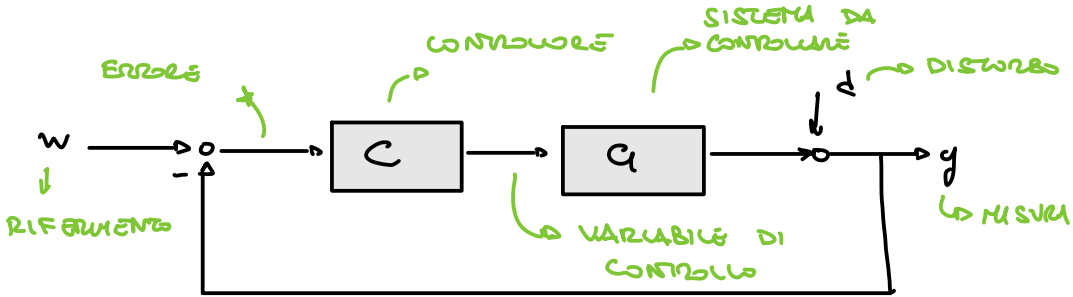 SISTEMA DA
CONTROLLARE
CONTROLLORE
ERRORE
d
DISTURBO
w
C
G
y
-
RIFERIMENTO
MISURA
VARIABILE DI
CONTROLLO